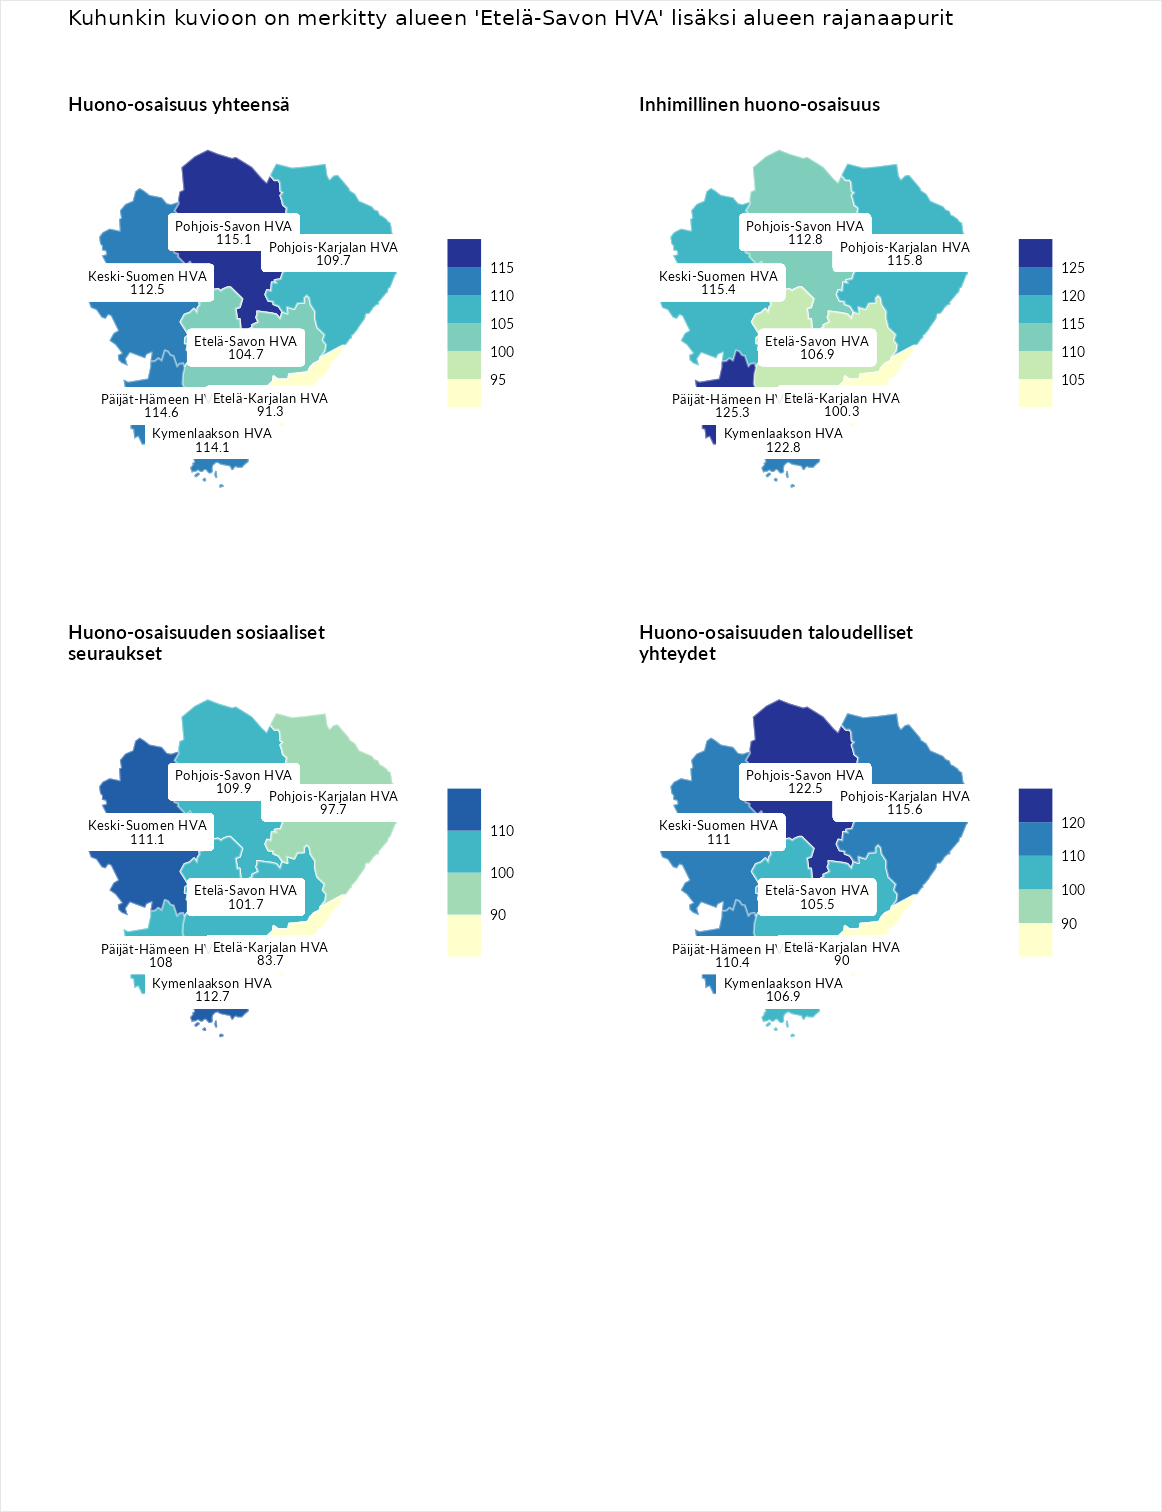 Kuhunkin kuvioon on merkitty alueen 'Etelä-Savon HVA' lisäksi alueen rajanaapurit
Huono-osaisuus yhteensä
Pohjois-Savon HVA
115.1
Pohjois-Karjalan HVA
109.7
Keski-Suomen HVA
112.5
Etelä-Savon HVA
104.7
Päijät-Hämeen HV
114.6
Etelä-Karjalan HVA
91.3
Kymenlaakson HVA
114.1
115
110
105
100
95
Inhimillinen huono-osaisuus
Pohjois-Savon HVA
112.8
Pohjois-Karjalan HVA
115.8
Keski-Suomen HVA
115.4
Etelä-Savon HVA
106.9
Päijät-Hämeen HV
125.3
Etelä-Karjalan HVA
100.3
Kymenlaakson HVA
122.8
125
120
115
110
105
Huono-osaisuuden sosiaaliset
seuraukset
Pohjois-Savon HVA
109.9
Pohjois-Karjalan HVA
97.7
Keski-Suomen HVA
111.1
Etelä-Savon HVA
101.7
Päijät-Hämeen HV
108
Etelä-Karjalan HVA
83.7
Kymenlaakson HVA
112.7
110
100
90
Huono-osaisuuden taloudelliset
yhteydet
Pohjois-Savon HVA
122.5
Pohjois-Karjalan HVA
115.6
Keski-Suomen HVA
111
Etelä-Savon HVA
105.5
Päijät-Hämeen HV
110.4
Etelä-Karjalan HVA
90
Kymenlaakson HVA
106.9
120
110
100
90